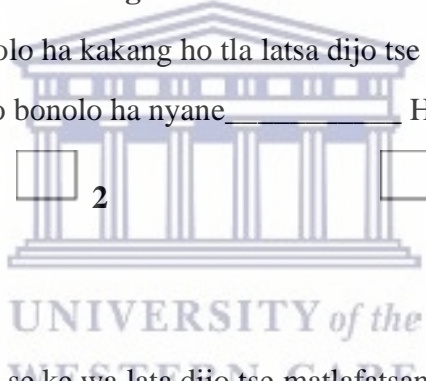 olo ha kakang ho tla latsa dijo tse
o bonolo ha nyane____________ H
2
UNIVERSITY of the
se ke wa lata dijo tse matlafatsan